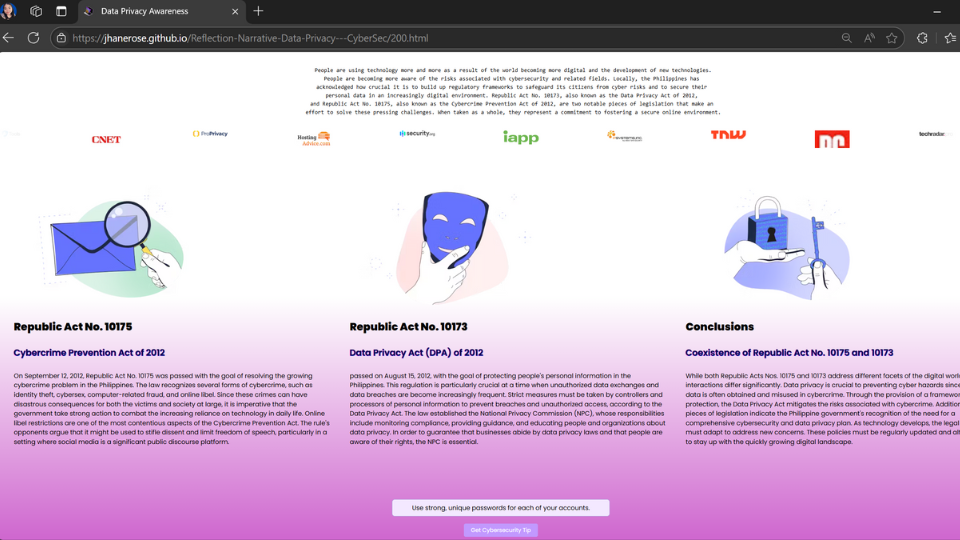 Data Privacy Awareness
https://jhanerose.github.io/Reflection-Narrative-Data-Privacy---CyberSec/200.html
People are using technology more and more as a result of the world becoming more digital and the development of new technologies.
People are becoming more aware of the risks associated with cybersecurity and related fields. Locally, the Philippines has
acknowledged how crucial it is to build up regulatory frameworks to safeguard its citizens from cyber risks and to secure their
personal data in an increasingly digital environment. Republic Act No. 10173, also known as the Data Privacy Act of 2012,
and Republic Act No. 10175, also known as the Cybercrime Prevention Act of 2012, are two notable pieces of legislation that make an
effort to solve these pressing challenges. When taken as a whole, they represent a commitment to fostering a secure online environment.
CNET
ProPrivacy
Hosting
Advice.com
security.org
iapp
TNW
techradar
Republic Act No. 10175
Cybercrime Prevention Act of 2012
On September 12, 2012, Republic Act No. 10175 was passed with the goal of resolving the growing
cybercrime problem in the Philippines. The law recognizes several forms of cybercrime, such as
identity theft, cybersex, computer-related fraud, and online libel. Since these crimes can have
disastrous consequences for both the victims and society at large, it is imperative that the
government take strong action to combat the increasing reliance on technology in daily life. Online
libel restrictions are one of the most contentious aspects of the Cybercrime Prevention Act. The rule's
opponents argue that it might be used to stifle dissent and limit freedom of speech, particularly in a
setting where social media is a significant public discourse platform.
Republic Act No. 10173
Data Privacy Act (DPA) of 2012
passed on August 15, 2012, with the goal of protecting people's personal information in the
Philippines. This regulation is particularly crucial at a time when unauthorized data exchanges and
data breaches are become increasingly frequent. Strict measures must be taken by controllers and
processors of personal information to prevent breaches and unauthorized access, according to the
Data Privacy Act. The law established the National Privacy Commission (NPC), whose responsibilities
include monitoring compliance, providing guidance, and educating people and organizations about
data privacy. In order to guarantee that businesses abide by data privacy laws and that people are
aware of their rights, the NPC is essential.
Conclusions
Coexistence of Republic Act No. 10175 and 10173
While both Republic Acts Nos. 10175 and 10173 address different facets of the digital world
interactions differ significantly. Data privacy is crucial to preventing cyber hazards since
data is often obtained and misused in cybercrime. Through the provision of a framewor
protection, the Data Privacy Act mitigates the risks associated with cybercrime. Addition
pieces of legislation indicate the Philippine government's recognition of the need for a
comprehensive cybersecurity and data privacy plan. As technology develops, the legal
must adapt to address new concerns. These policies must be regularly updated and alt
to stay up with the quickly growing digital landscape.
Use strong, unique passwords for each of your accounts.
Get Cybersecurity Tip